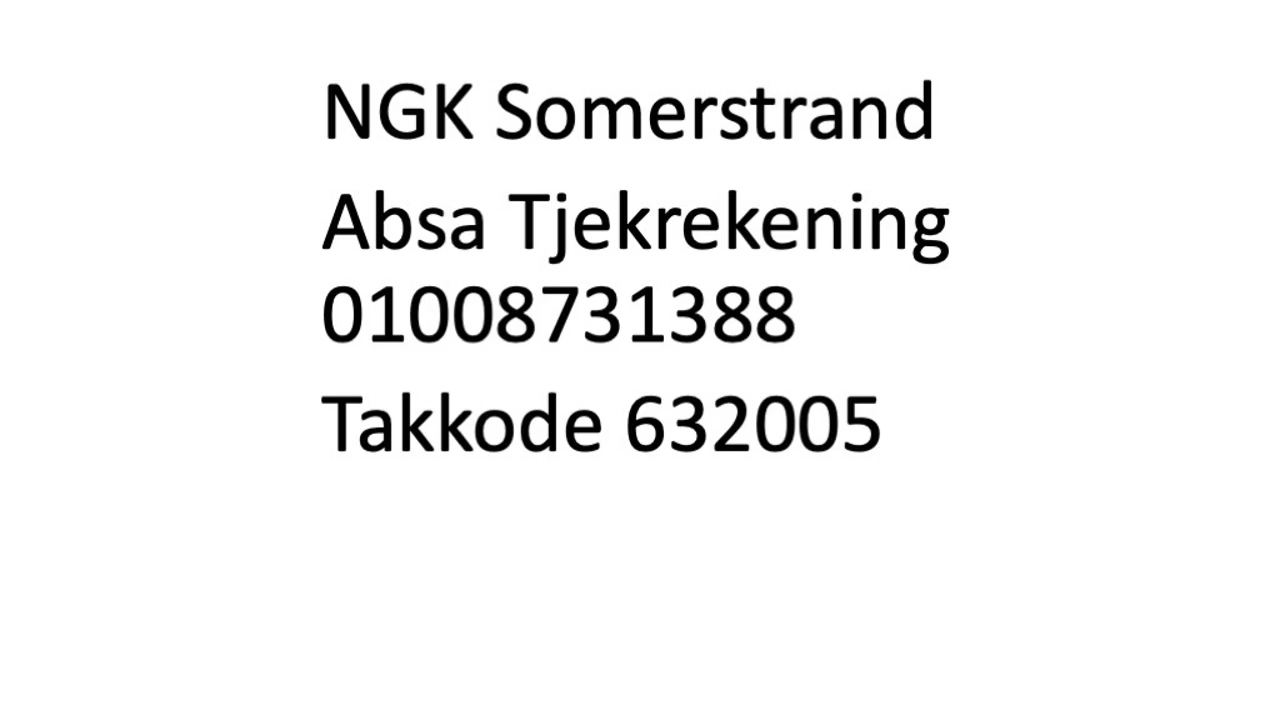 NGK Somerstrand
Absa Tjekrekening
01008731388
Takkode 632005